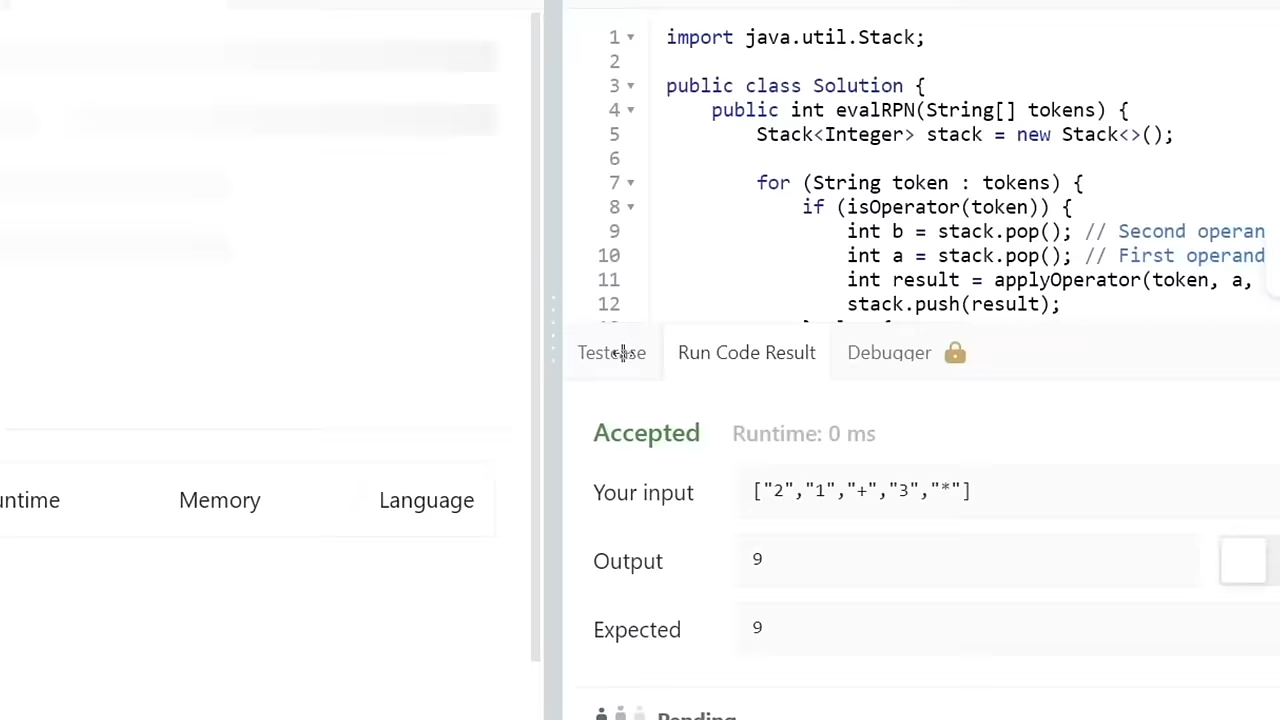 1 import java.util.Stack;
2
3 public class Solution {
4 public int evalRPN(String[] tokens) {
5 Stack<Integer> stack = new Stack<>();
6
7 for (String token : tokens) {
8 if (isOperator(token)) {
9 int b = stack.pop(); // Second operan
10 int a = stack.pop(); // First operand
11 int result = applyOperator(token, a,
12 stack.push(result);
Testcase Run Code Result Debugger
Accepted Runtime: 0 ms
Your input ["2","1","+","3","*"]
untime Memory Language
Output 9
Expected 9
Pending